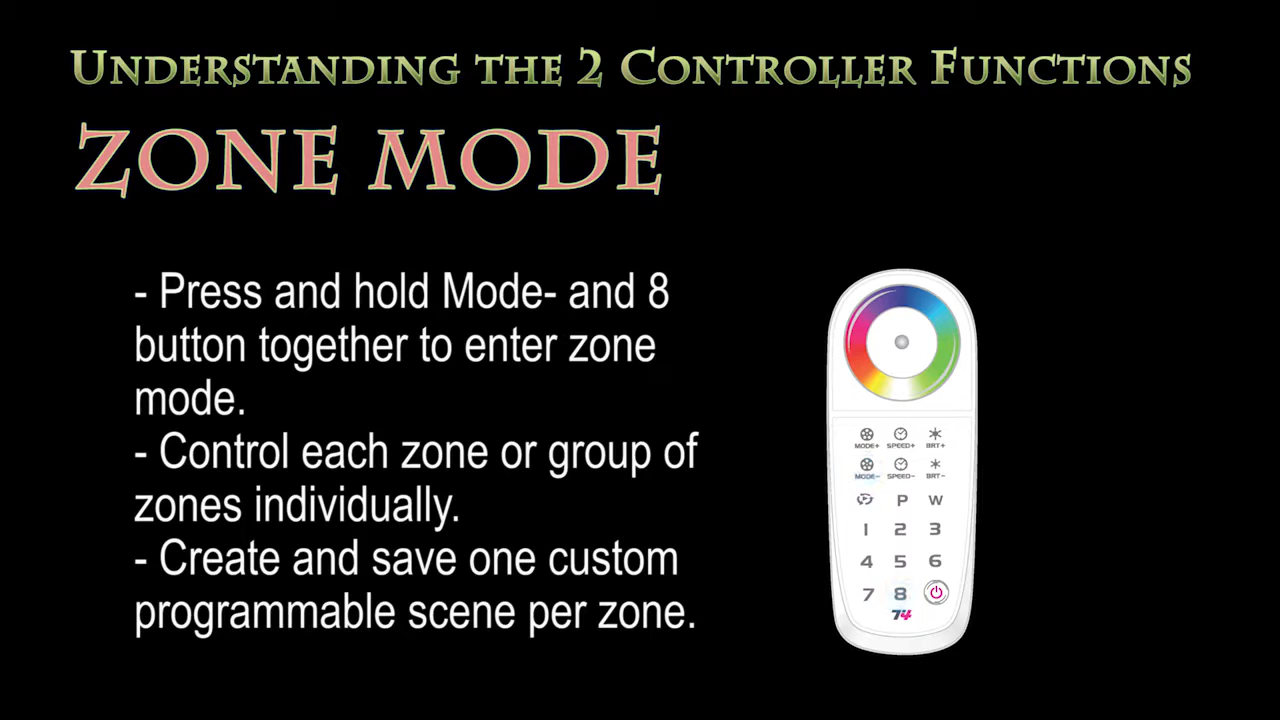 UNDERSTANDING THE 2 CONTROLLER FUNCTIONS
ZONE MODE
- Press and hold Mode- and 8
button together to enter zone
mode.
- Control each zone or group of
zones individually.
- Create and save one custom
programmable scene per zone.
MODE+ SPEED+ BRT+
MODE- SPEED- BRT-
P W
1 2 3
4 5 6
7 8
74